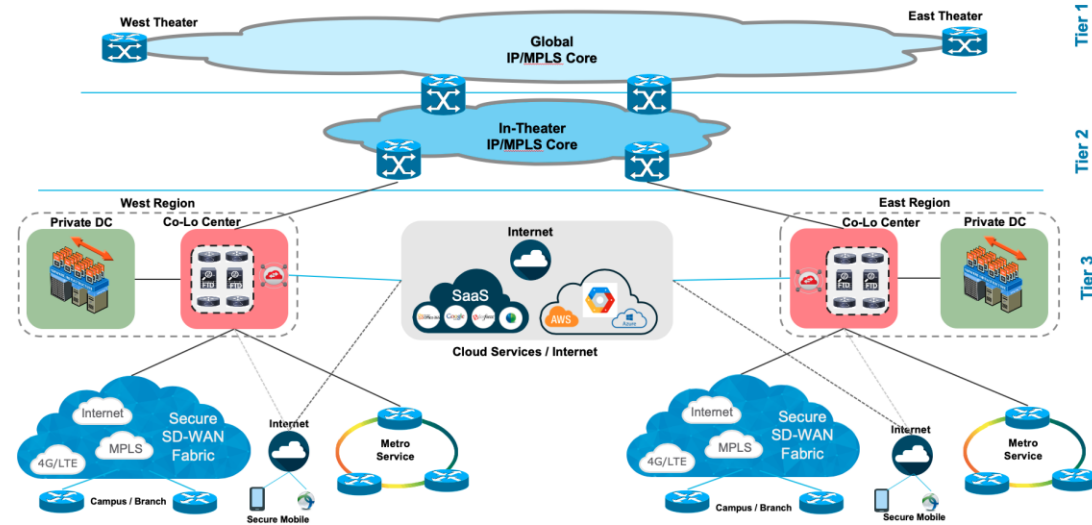 West Theater
East Theater
Tier 1
Global
IP/MPLS Core
In-Theater
IP/MPLS Core
Tier 2
West Region
East Region
Private DC
Co-Lo Center
Internet
Co-Lo Center
Private DC
FTD
FTD
SaaS
Google
AWS
Azure
FTD
FTD
Tier 3
Cloud Services / Internet
Internet
Secure
SD-WAN
Fabric
MPLS
4G/LTE
Internet
Metro
Service
Campus / Branch
Secure Mobile
Internet
Secure
SD-WAN
Fabric
MPLS
4G/LTE
Internet
Metro
Service
Campus / Branch
Secure Mobile